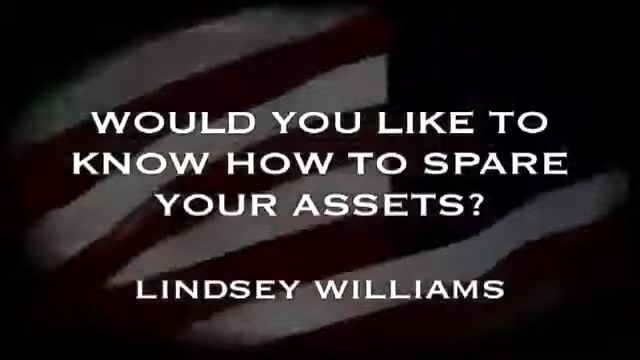 WOULD YOU LIKE TO
KNOW HOW TO SPARE
YOUR ASSETS?
LINDSEY WILLIAMS